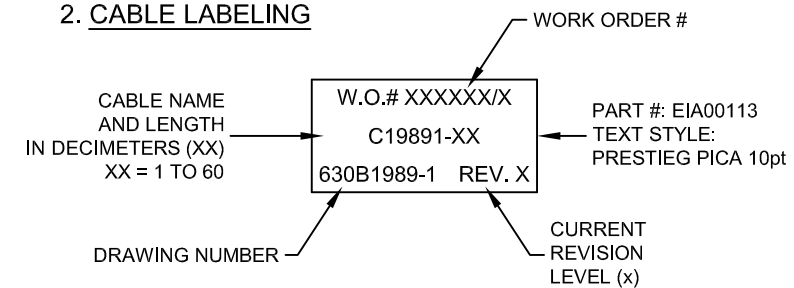 2. CABLE LABELING
WORK ORDER #
CABLE NAME
AND LENGTH
IN DECIMETERS (XX)
XX = 1 TO 60
W.O.# XXXXXX/X
C19891-XX
630B1989-1 REV. X
PART #: EIA00113
TEXT STYLE:
PRESTIEG PICA 10pt
DRAWING NUMBER
CURRENT
REVISION
LEVEL (x)